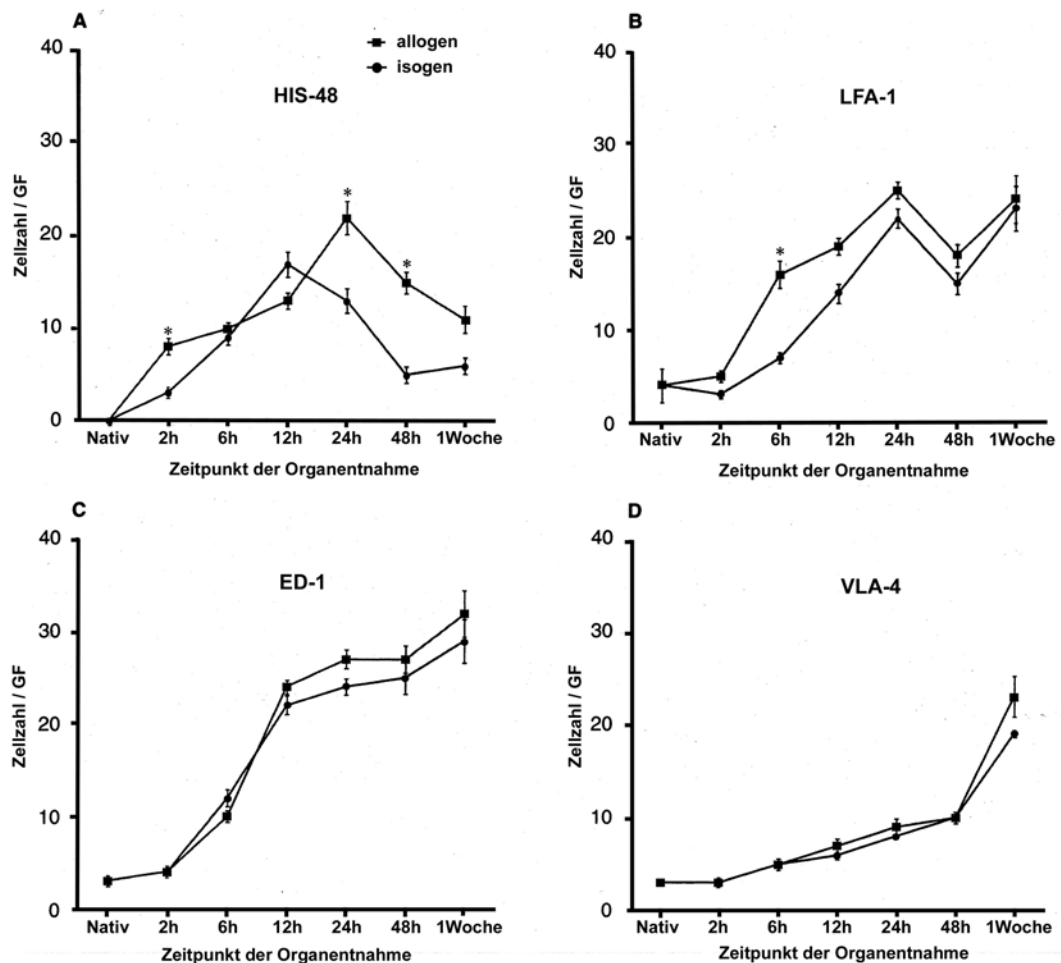 A
40
30
20
10
0
Zellzahl / GF
HIS-48
allogen
isogen
*
*
*
Nativ 2h 6h 12h 24h 48h 1Woche
Zeitpunkt der Organentnahme
B
40
30
20
10
0
Zellzahl / GF
LFA-1
*
Nativ 2h 6h 12h 24h 48h 1Woche
Zeitpunkt der Organentnahme
C
40
30
20
10
0
Zellzahl / GF
ED-1
Nativ 2h 6h 12h 24h 48h 1Woche
Zeitpunkt der Organentnahme
D
40
30
20
10
0
Zellzahl / GF
VLA-4
Nativ 2h 6h 12h 24h 48h 1Woche
Zeitpunkt der Organentnahme